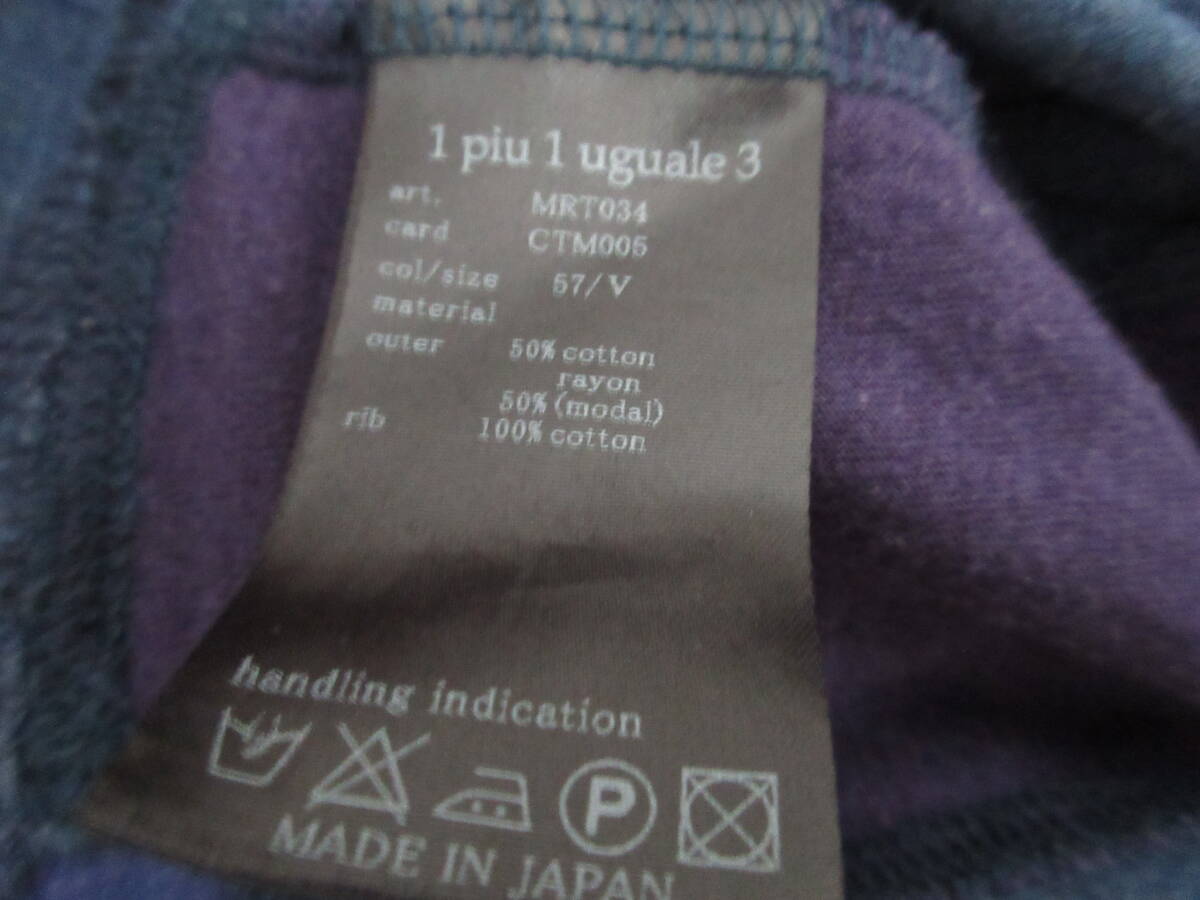 1 piu 1 uguale 3
art. MRT034
card CTM005
col/size 57/V
material
outer 50% cotton
rayon
50% (modal)
rib 100% cotton
handling indication
P
MADE IN JAPAN